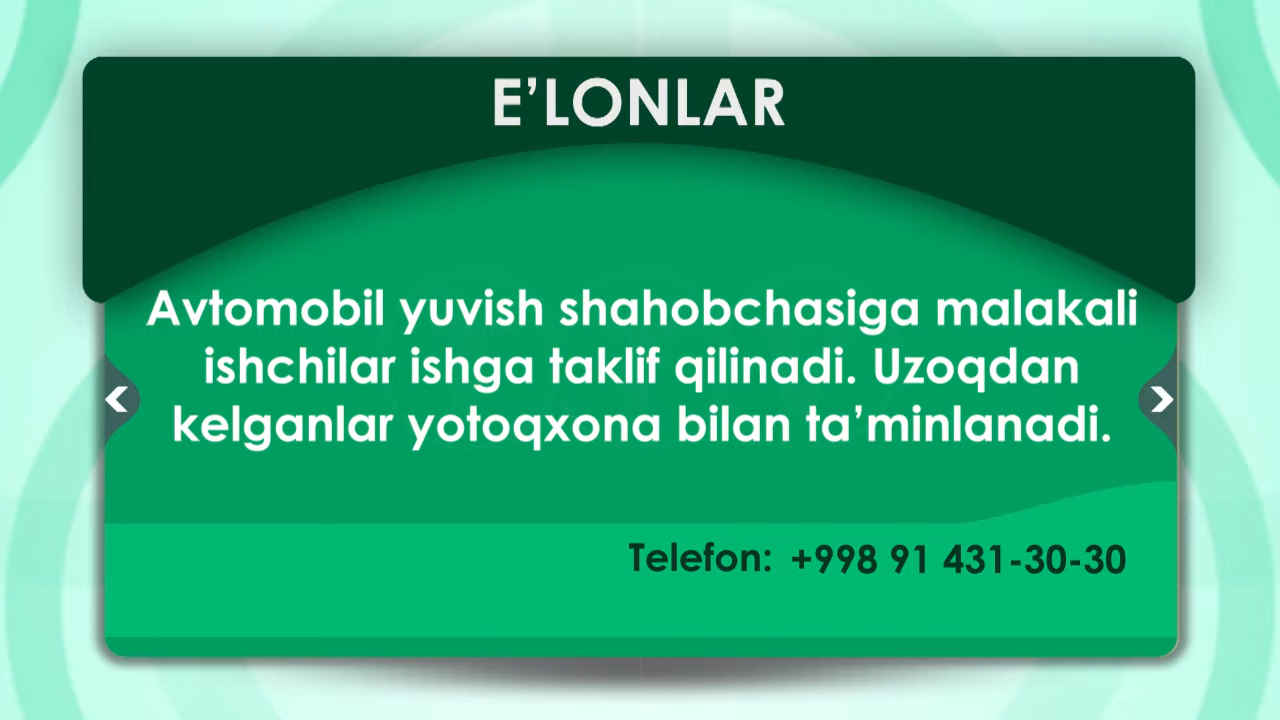 E’LONLAR
Avtomobil yuvish shahobchasiga malakali
ishchilar ishga taklif qilinadi. Uzoqdan
kelganlar yotoqxona bilan ta’minlanadi.
Telefon: +998 91 431-30-30